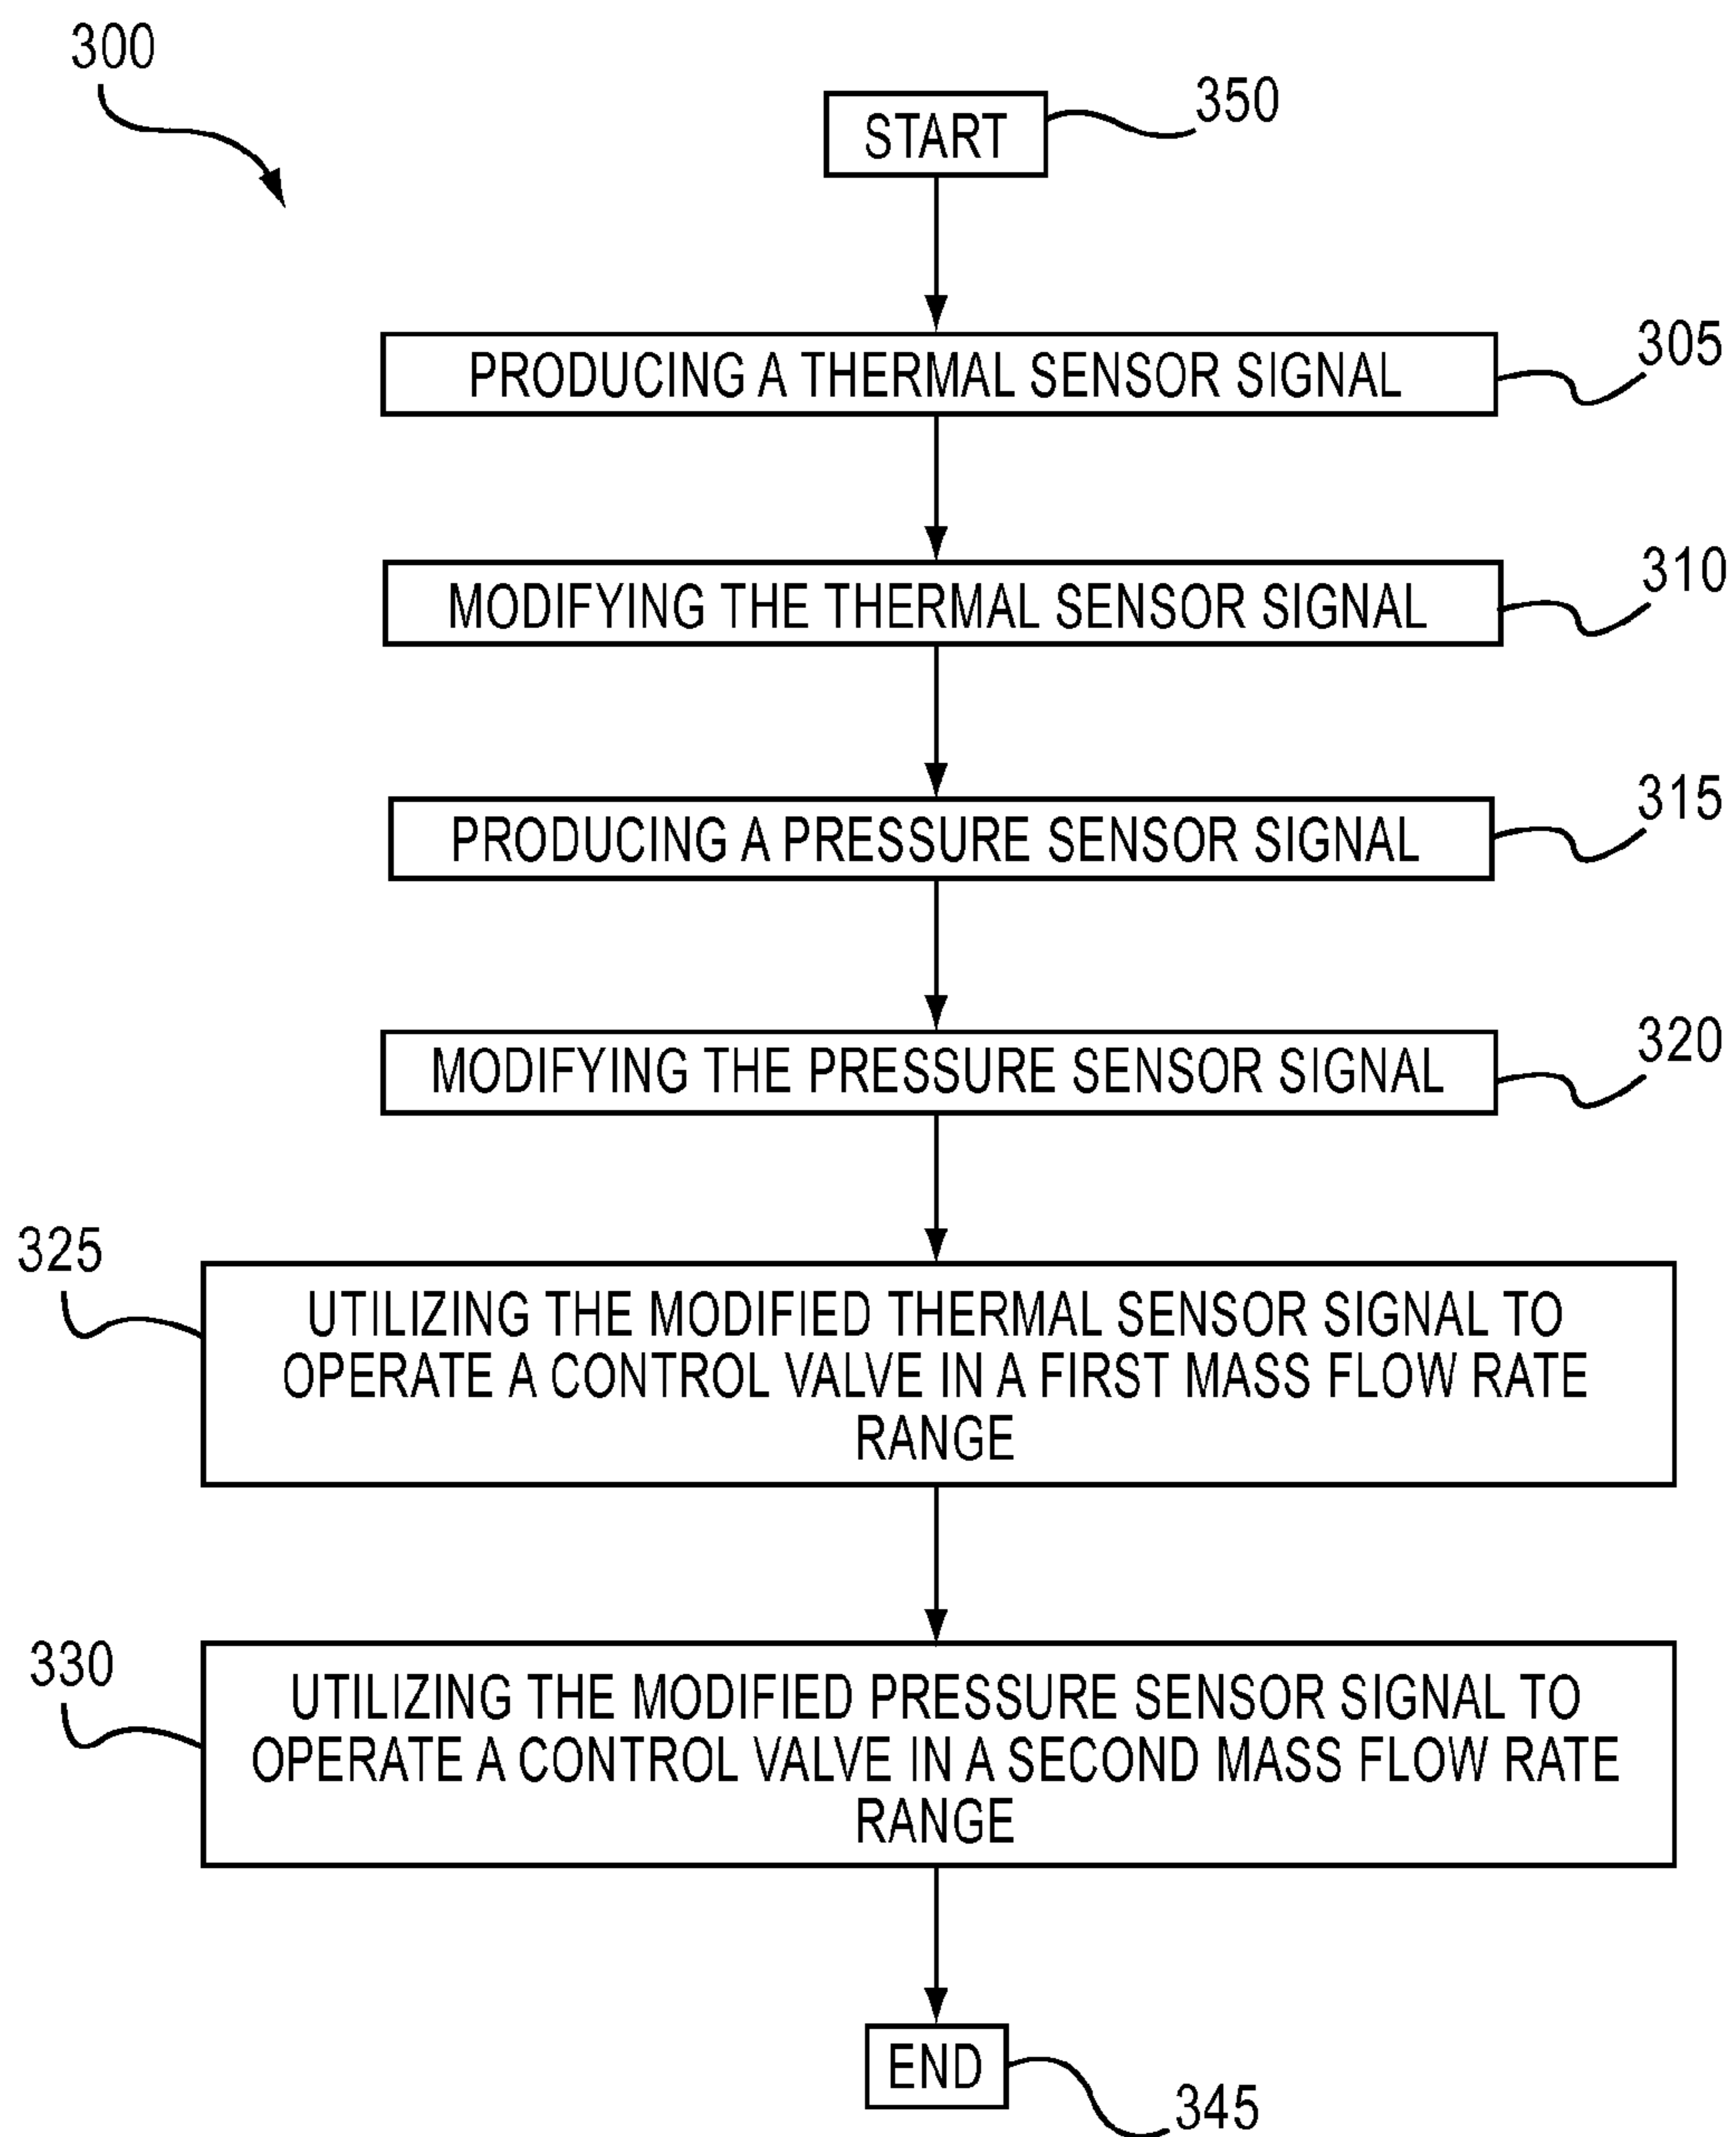 300
START
350
PRODUCING A THERMAL SENSOR SIGNAL
305
MODIFYING THE THERMAL SENSOR SIGNAL
310
PRODUCING A PRESSURE SENSOR SIGNAL
315
MODIFYING THE PRESSURE SENSOR SIGNAL
320
325
UTILIZING THE MODIFIED THERMAL SENSOR SIGNAL TO
OPERATE A CONTROL VALVE IN A FIRST MASS FLOW RATE
RANGE
330
UTILIZING THE MODIFIED PRESSURE SENSOR SIGNAL TO
OPERATE A CONTROL VALVE IN A SECOND MASS FLOW RATE
RANGE
END
345